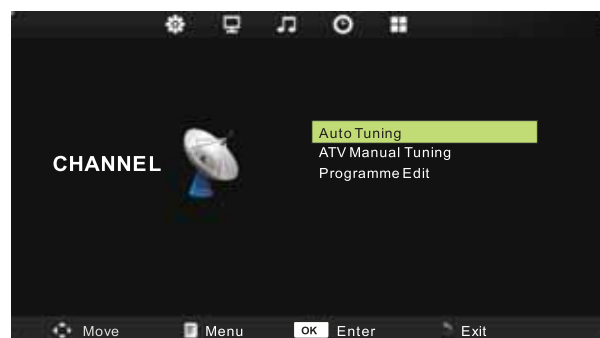 CHANNEL
Auto Tuning
ATV Manual Tuning
Programme Edit
Move Menu OK Enter Exit